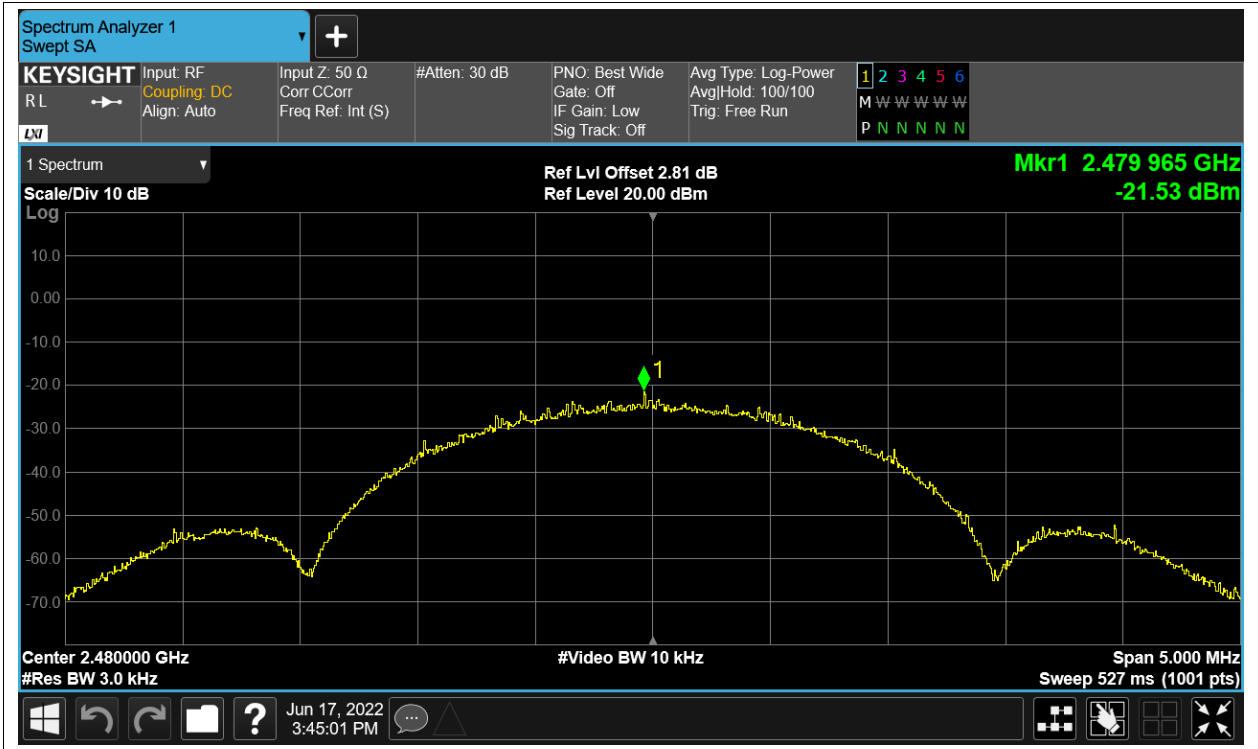 Spectrum Analyzer 1
Swept SA
KEYSIGHT
R L
LXI
Input: RF
Coupling: DC
Align: Auto
Input Z: 50 Ω
Corr CCorr
Freq Ref: Int (S)
#Atten: 30 dB
PNO: Best Wide
Gate: Off
IF Gain: Low
Sig Track: Off
Avg Type: Log-Power
Avg|Hold: 100/100
Trig: Free Run
1 2 3 4 5 6
M W W W W W
P N N N N N
1 Spectrum
Scale/Div 10 dB
Log
Ref Lvl Offset 2.81 dB
Ref Level 20.00 dBm
Mkr1 2.479 965 GHz
-21.53 dBm
10.0
0.00
-10.0
1
-20.0
-30.0
-40.0
-50.0
-60.0
-70.0
Center 2.480000 GHz
#Res BW 3.0 kHz
#Video BW 10 kHz
Span 5.000 MHz
Sweep 527 ms (1001 pts)
?
Jun 17, 2022
3:45:01 PM